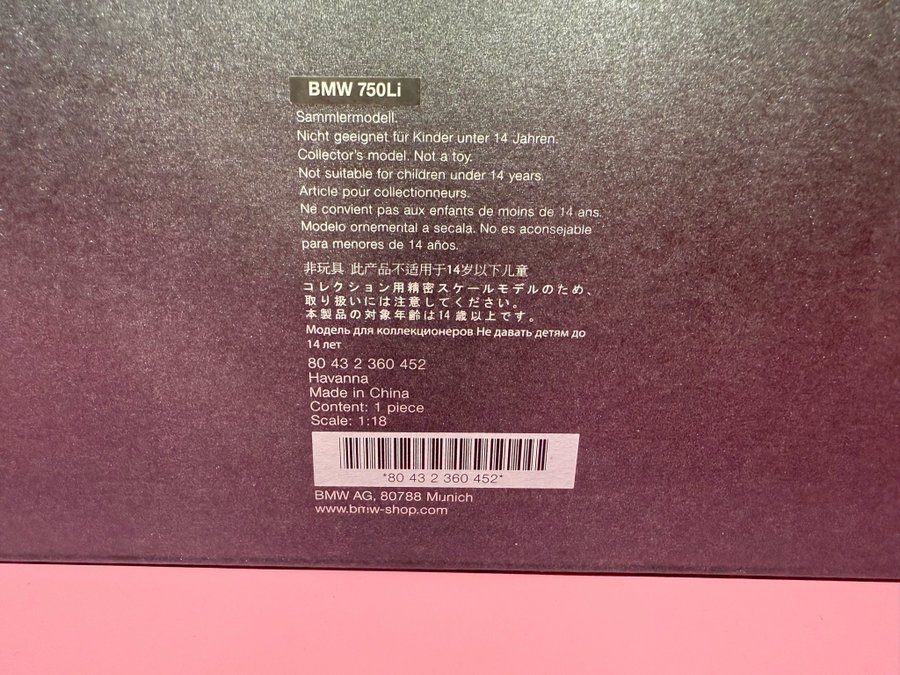 BMW 750Li
Sammlermodell.
Nicht geeignet für Kinder unter 14 Jahren.
Collector's model. Not a toy.
Not suitable for children under 14 years.
Article pour collectionneurs.
Ne convient pas aux enfants de moins de 14 ans.
Modelo ornemental a secala. No es aconsejable
para menores de 14 años.
非玩具 此产品不适用于14岁以下儿童
コレクション用精密スケールモデルのため、
取り扱いには注意してください。
本製品の対象年齢は14歳以上です。
Модель для коллекционеров Не давать детям до
14 лет
80 43 2 360 452
Havanna
Made in China
Content: 1 piece
Scale: 1:18
*80 43 2 360 452*
BMW AG, 80788 Munich
www.bmw-shop.com